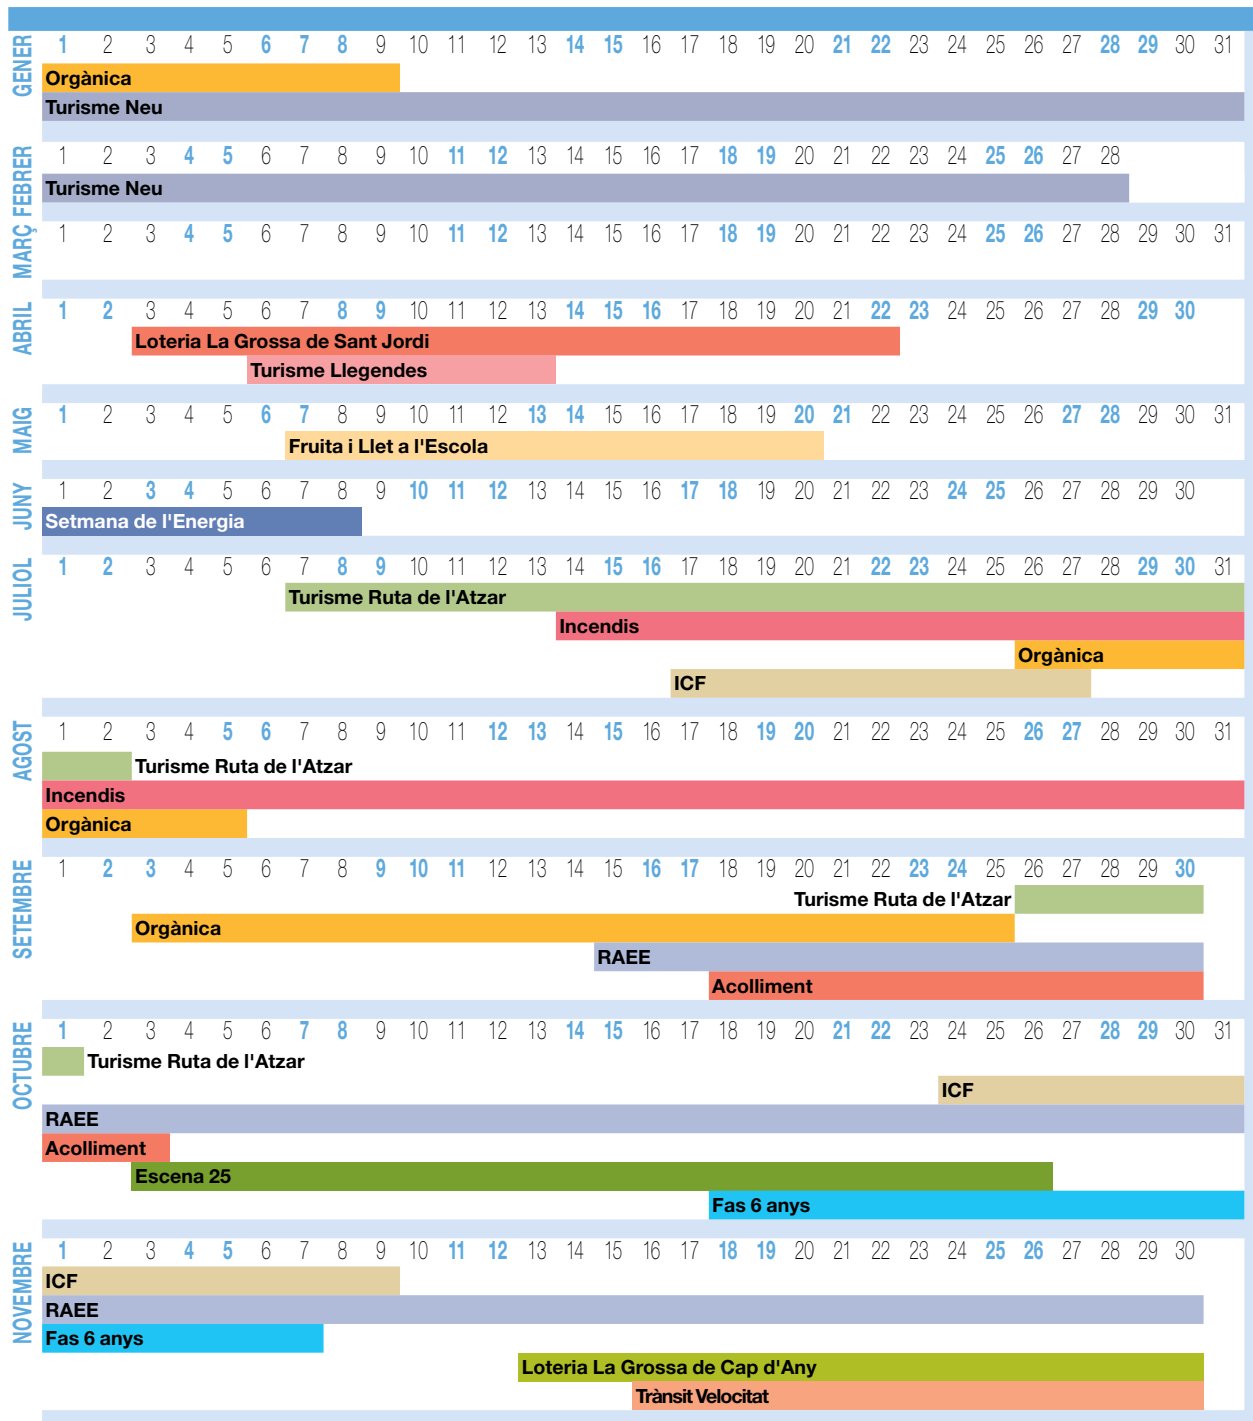 GENER
1 2 3 4 5 6 7 8 9 10 11 12 13 14 15 16 17 18 19 20 21 22 23 24 25 26 27 28 29 30 31
Orgànica
Turisme Neu
FEBRER
1 2 3 4 5 6 7 8 9 10 11 12 13 14 15 16 17 18 19 20 21 22 23 24 25 26 27 28
Turisme Neu
MARÇ
1 2 3 4 5 6 7 8 9 10 11 12 13 14 15 16 17 18 19 20 21 22 23 24 25 26 27 28 29 30 31
ABRIL
1 2 3 4 5 6 7 8 9 10 11 12 13 14 15 16 17 18 19 20 21 22 23 24 25 26 27 28 29 30
Loteria La Grossa de Sant Jordi
Turisme Llegendes
MAIG
1 2 3 4 5 6 7 8 9 10 11 12 13 14 15 16 17 18 19 20 21 22 23 24 25 26 27 28 29 30 31
Fruita i Llet a l'Escola
JUNY
1 2 3 4 5 6 7 8 9 10 11 12 13 14 15 16 17 18 19 20 21 22 23 24 25 26 27 28 29 30
Setmana de l'Energia
JULIOL
1 2 3 4 5 6 7 8 9 10 11 12 13 14 15 16 17 18 19 20 21 22 23 24 25 26 27 28 29 30 31
Turisme Ruta de l'Atzar
Incendis
Orgànica
ICF
AGOST
1 2 3 4 5 6 7 8 9 10 11 12 13 14 15 16 17 18 19 20 21 22 23 24 25 26 27 28 29 30 31
Turisme Ruta de l'Atzar
Incendis
Orgànica
SETEMBRE
1 2 3 4 5 6 7 8 9 10 11 12 13 14 15 16 17 18 19 20 21 22 23 24 25 26 27 28 29 30
Turisme Ruta de l'Atzar
Orgànica
RAEE
Acolliment
OCTUBRE
1 2 3 4 5 6 7 8 9 10 11 12 13 14 15 16 17 18 19 20 21 22 23 24 25 26 27 28 29 30 31
Turisme Ruta de l'Atzar
ICF
RAEE
Acolliment
Escena 25
Fas 6 anys
NOVEMBRE
1 2 3 4 5 6 7 8 9 10 11 12 13 14 15 16 17 18 19 20 21 22 23 24 25 26 27 28 29 30
ICF
RAEE
Fas 6 anys
Loteria La Grossa de Cap d'Any
Trànsit Velocitat